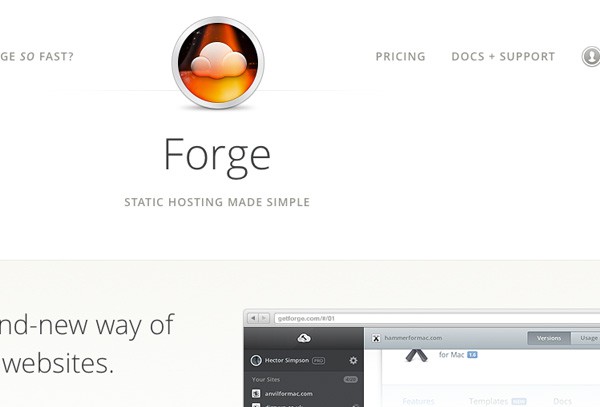 GE SO FAST?
PRICING
DOCS + SUPPORT
Forge
STATIC HOSTING MADE SIMPLE
nd-new way of
websites.
getforge.com/#/01
hammerformac.com
Versions
Usage
Hector Simpson PRO
for Mac
Your Sites
anvilformac.com
Features
Templates
Docs